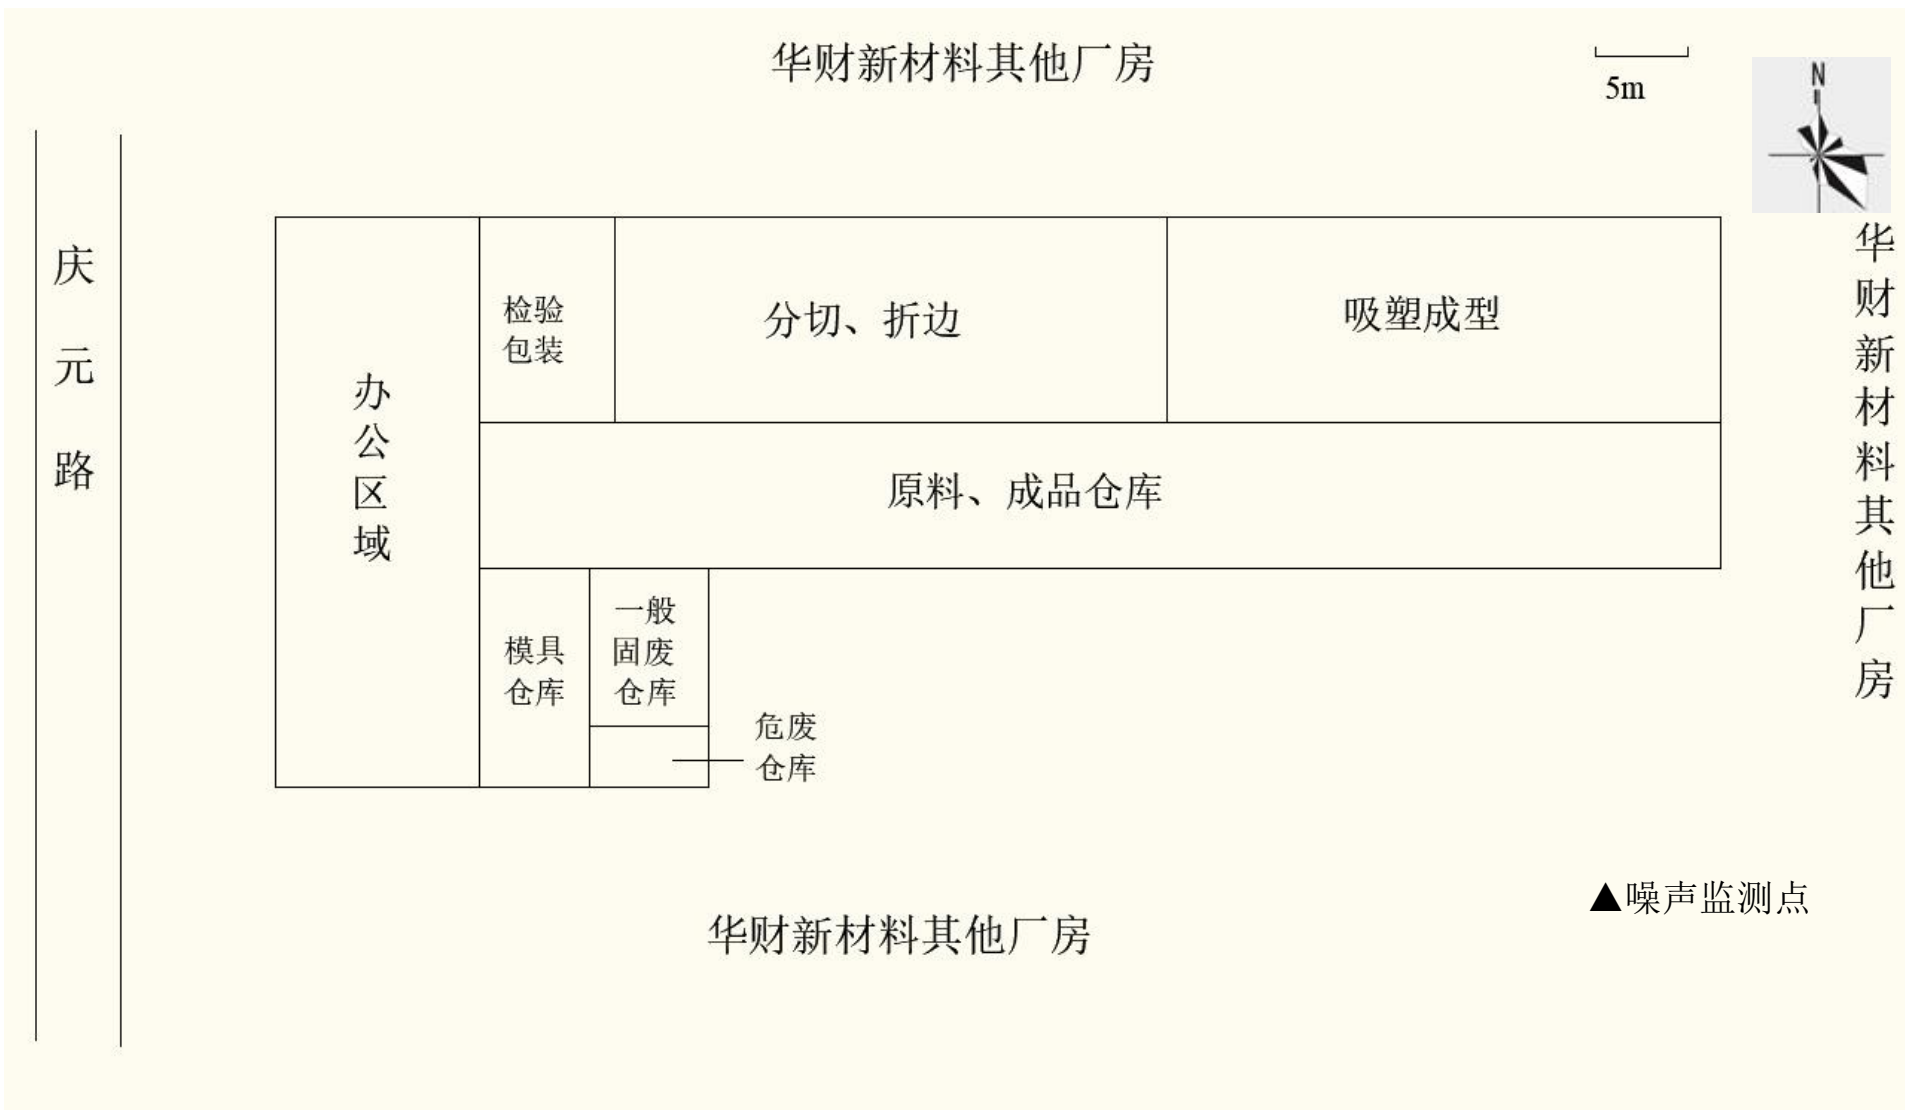 华财新材料其他厂房
5m
N
庆元路
办公区域
检验
包装
分切、折边
吸塑成型
原料、成品仓库
模具
仓库
一般
固废
仓库
危废
仓库
华财新材料其他厂房
▲噪声监测点
华财新材料其他厂房